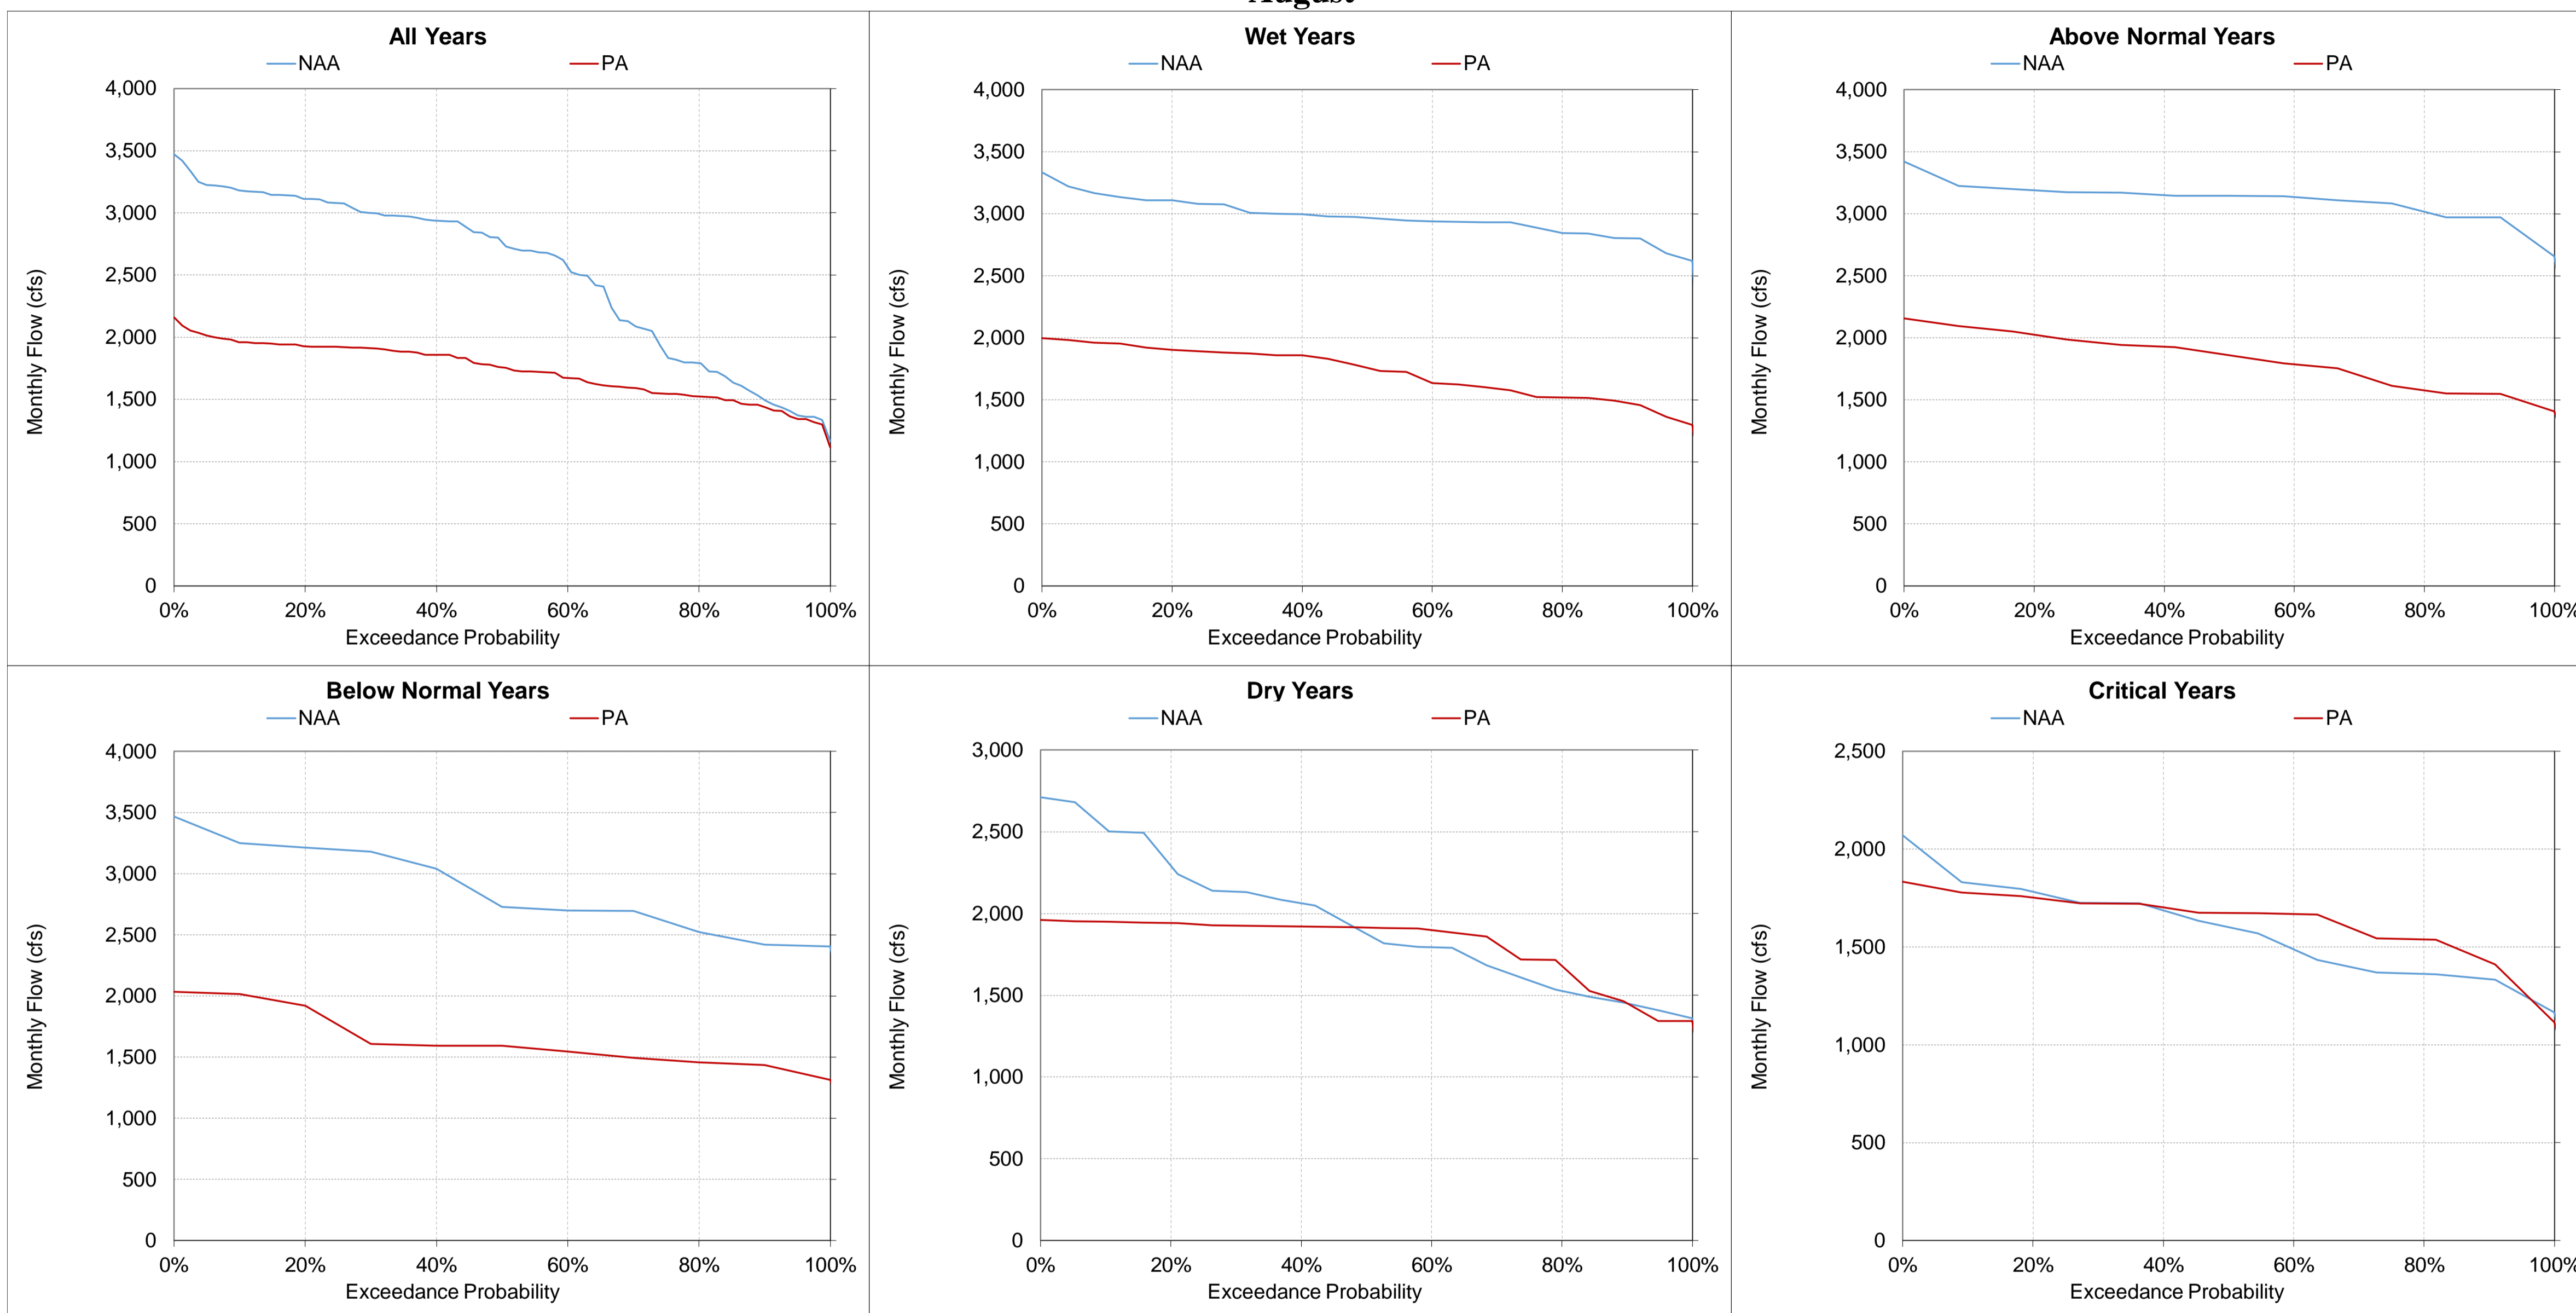 August
All Years
NAA PA
4,000
3,500
3,000
2,500
2,000
1,500
1,000
500
0
Monthly Flow (cfs)
0% 20% 40% 60% 80% 100%
Exceedance Probability
Wet Years
NAA PA
4,000
3,500
3,000
2,500
2,000
1,500
1,000
500
0
Monthly Flow (cfs)
0% 20% 40% 60% 80% 100%
Exceedance Probability
Above Normal Years
NAA PA
4,000
3,500
3,000
2,500
2,000
1,500
1,000
500
0
Monthly Flow (cfs)
0% 20% 40% 60% 80% 100%
Exceedance Probability
Below Normal Years
NAA PA
4,000
3,500
3,000
2,500
2,000
1,500
1,000
500
0
Monthly Flow (cfs)
0% 20% 40% 60% 80% 100%
Exceedance Probability
Dry Years
NAA PA
3,000
2,500
2,000
1,500
1,000
500
0
Monthly Flow (cfs)
0% 20% 40% 60% 80% 100%
Exceedance Probability
Critical Years
NAA PA
2,500
2,000
1,500
1,000
500
0
Monthly Flow (cfs)
0% 20% 40% 60% 80% 100%
Exceedance Probability